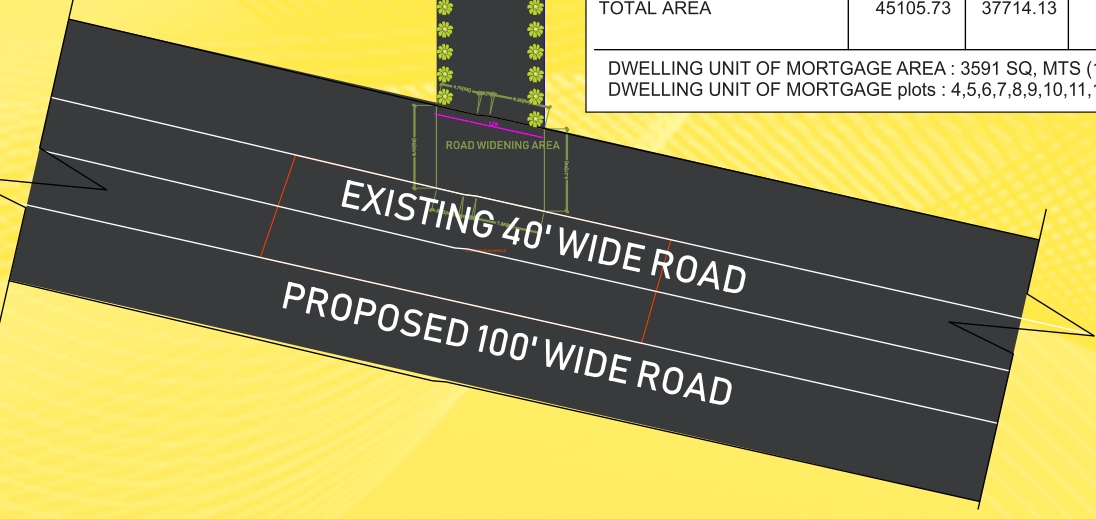 TOTAL AREA 45105.73 37714.13
DWELLING UNIT OF MORTGAGE AREA : 3591 SQ, MTS (
DWELLING UNIT OF MORTGAGE plots : 4,5,6,7,8,9,10,11,
ROAD WIDENING AREA
EXISTING 40' WIDE ROAD
PROPOSED 100' WIDE ROAD